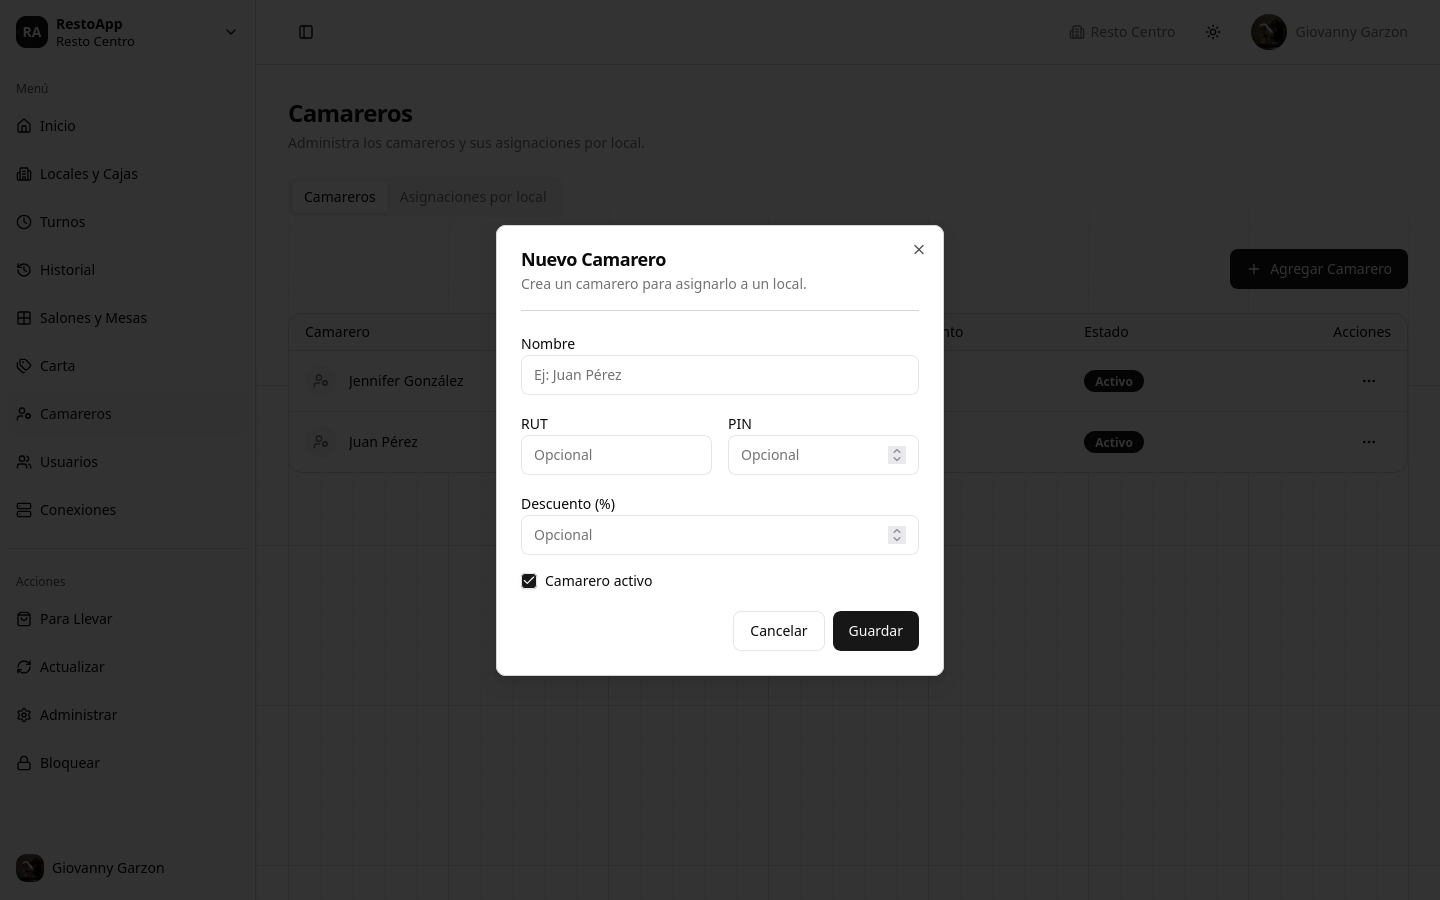 RA
RestoApp
Resto Centro
Menú
Inicio
Locales y Cajas
Turnos
Historial
Salones y Mesas
Carta
Camareros
Usuarios
Conexiones
Acciones
Para Llevar
Actualizar
Administrar
Bloquear
Giovanny Garzon
Resto Centro
Giovanny Garzon
Camareros
Administra los camareros y sus asignaciones por local.
Camareros
Asignaciones por local
Agregar Camarero
Camarero
Estado
Acciones
Jennifer González
Activo
Juan Pérez
Activo
Nuevo Camarero
Crea un camarero para asignarlo a un local.
Nombre
Ej: Juan Pérez
RUT
PIN
Opcional
Opcional
Descuento (%)
Opcional
Camarero activo
Cancelar
Guardar